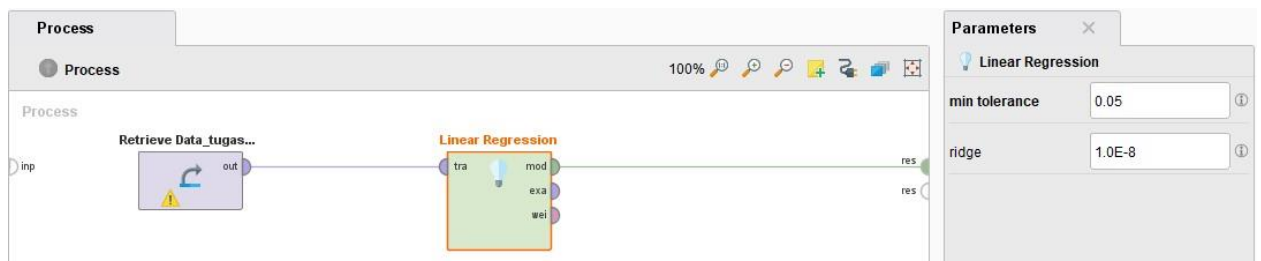 Process
Process
100%
Process
inp
Retrieve Data_tugas...
out
Linear Regression
tra
mod
exa
wei
res
res
Parameters
Linear Regression
min tolerance
0.05
ridge
1.0E-8